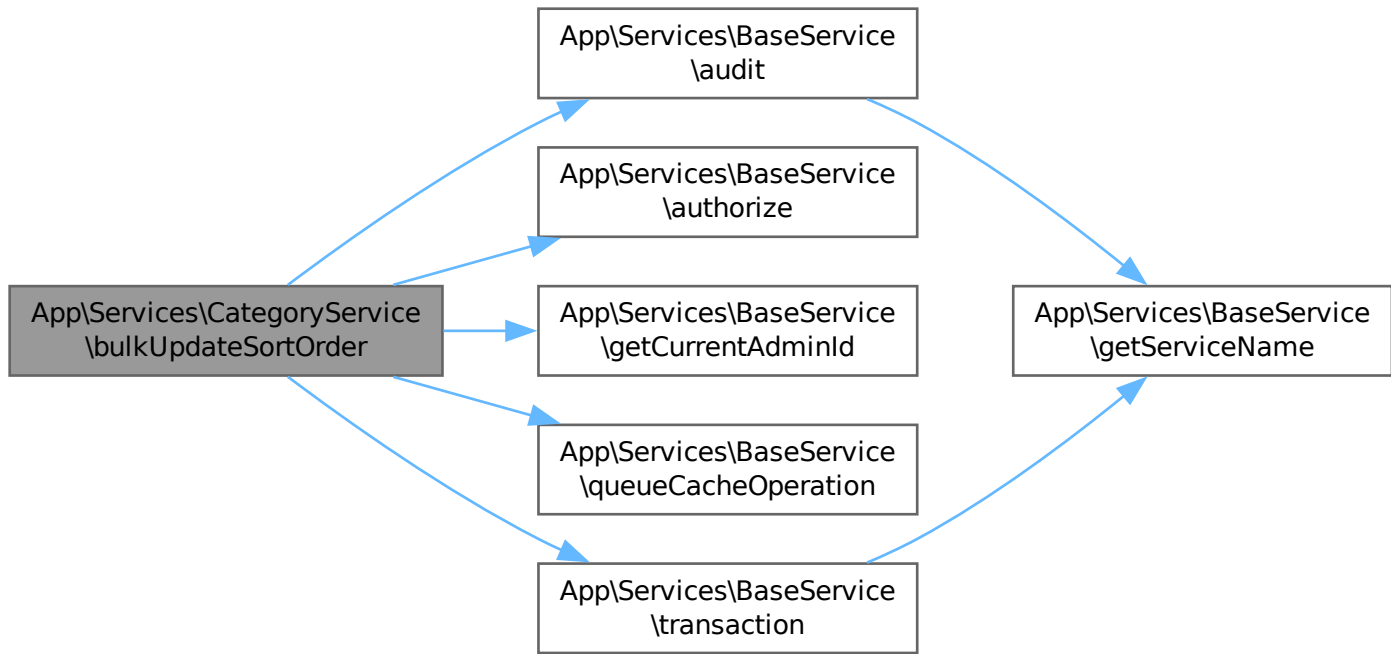 App\Services\BaseService
\audit
App\Services\BaseService
\authorize
App\Services\CategoryService
\bulkUpdateSortOrder
App\Services\BaseService
\getCurrentAdminId
App\Services\BaseService
\getServiceName
App\Services\BaseService
\queueCacheOperation
App\Services\BaseService
\transaction